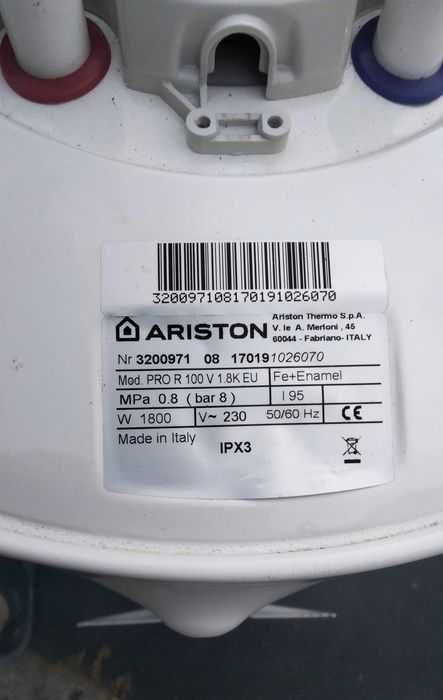 320097108170191026070
ARISTON
Ariston Thermo S.p.A.
V. le A. Merloni , 45
60044 - Fabriano- ITALY
Nr 3200971 08 170191026070
Mod. PRO R 100 V 1.8K EU Fe+Enamel
MPa 0.8 ( bar 8 ) l 95
W 1800 V~ 230 50/60 Hz CE
Made in Italy
IPX3